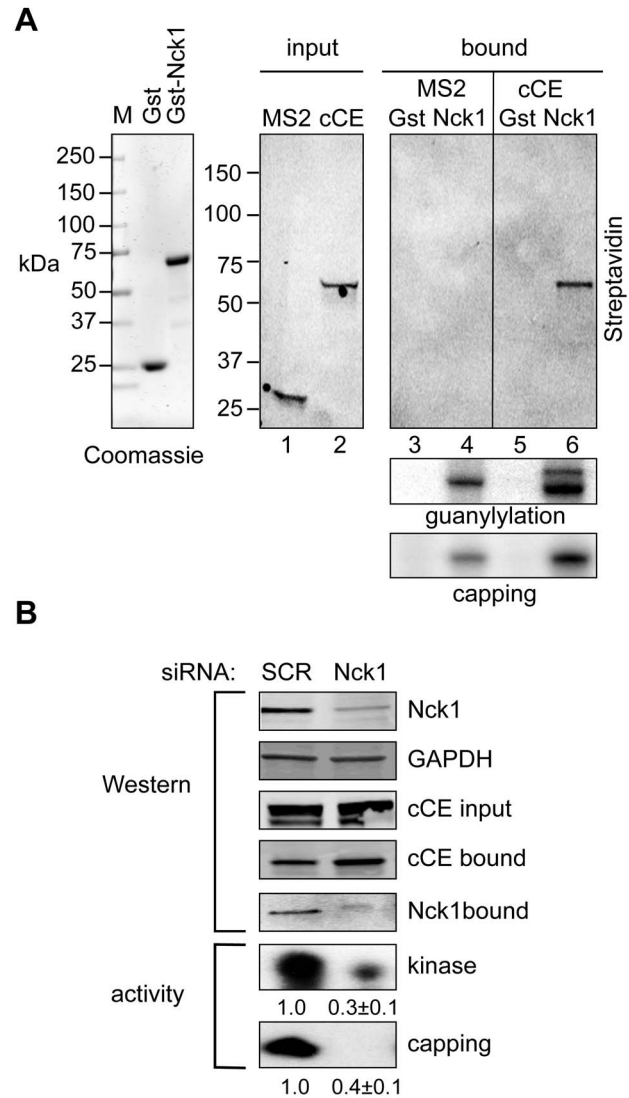 A
input
bound
M Gst Gst-Nck1
MS2 cCE
MS2 cCE
Gst Nck1 Gst Nck1
kDa
250
150
100
75
50
37
25
150
100
75
50
37
25
Streptavidin
Coomassie
1 2 3 4 5 6
guanylylation
capping
B
siRNA: SCR Nck1
Western
Nck1
GAPDH
cCE input
cCE bound
Nck1bound
activity
kinase
1.0 0.3±0.1
capping
1.0 0.4±0.1